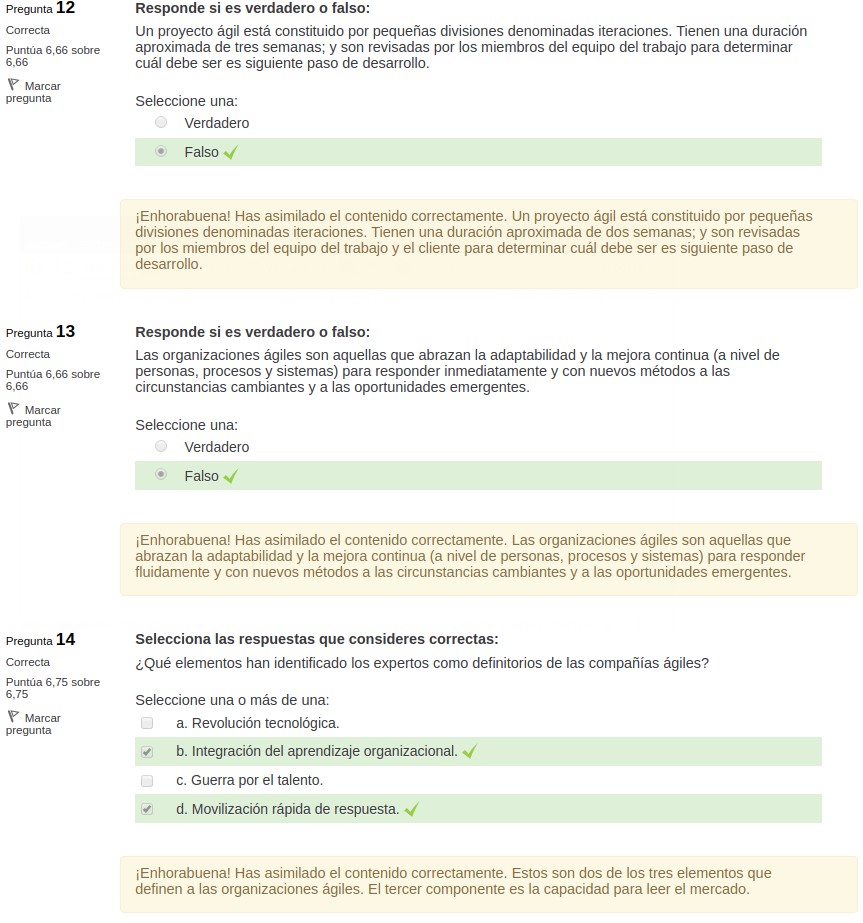 Pregunta 12
Correcta
Puntúa 6,66 sobre
6,66
Marcar
pregunta
Responde si es verdadero o falso:
Un proyecto ágil está constituido por pequeñas divisiones denominadas iteraciones. Tienen una duración
aproximada de tres semanas; y son revisadas por los miembros del equipo del trabajo para determinar
cuál debe ser es siguiente paso de desarrollo.
Seleccione una:
Verdadero
Falso
¡Enhorabuena! Has asimilado el contenido correctamente. Un proyecto ágil está constituido por pequeñas
divisiones denominadas iteraciones. Tienen una duración aproximada de dos semanas; y son revisadas
por los miembros del equipo del trabajo y el cliente para determinar cuál debe ser es siguiente paso de
desarrollo.
Pregunta 13
Correcta
Puntúa 6,66 sobre
6,66
Marcar
pregunta
Responde si es verdadero o falso:
Las organizaciones ágiles son aquellas que abrazan la adaptabilidad y la mejora continua (a nivel de
personas, procesos y sistemas) para responder inmediatamente y con nuevos métodos a las
circunstancias cambiantes y a las oportunidades emergentes.
Seleccione una:
Verdadero
Falso
¡Enhorabuena! Has asimilado el contenido correctamente. Las organizaciones ágiles son aquellas que
abrazan la adaptabilidad y la mejora continua (a nivel de personas, procesos y sistemas) para responder
fluidamente y con nuevos métodos a las circunstancias cambiantes y a las oportunidades emergentes.
Pregunta 14
Correcta
Puntúa 6,75 sobre
6,75
Marcar
pregunta
Selecciona las respuestas que consideres correctas:
¿Qué elementos han identificado los expertos como definitorios de las compañías ágiles?
Seleccione una o más de una:
a. Revolución tecnológica.
b. Integración del aprendizaje organizacional.
c. Guerra por el talento.
d. Movilización rápida de respuesta.
¡Enhorabuena! Has asimilado el contenido correctamente. Estos son dos de los tres elementos que
definen a las organizaciones ágiles. El tercer componente es la capacidad para leer el mercado.